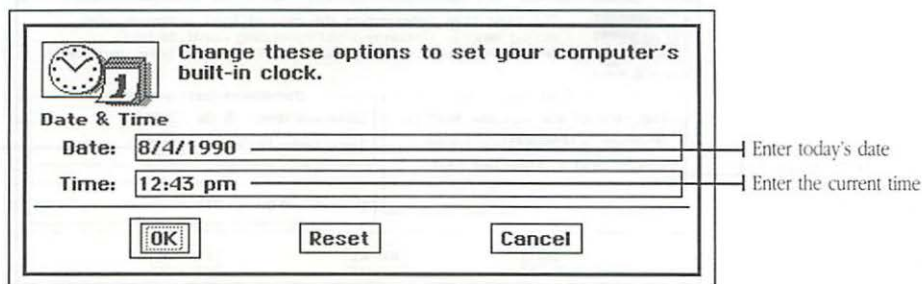 Change these options to set your computer's
built-in clock.
1
Date & Time
Date: 8/4/1990
Enter today's date
Time: 12:43 pm
Enter the current time
OK Reset Cancel